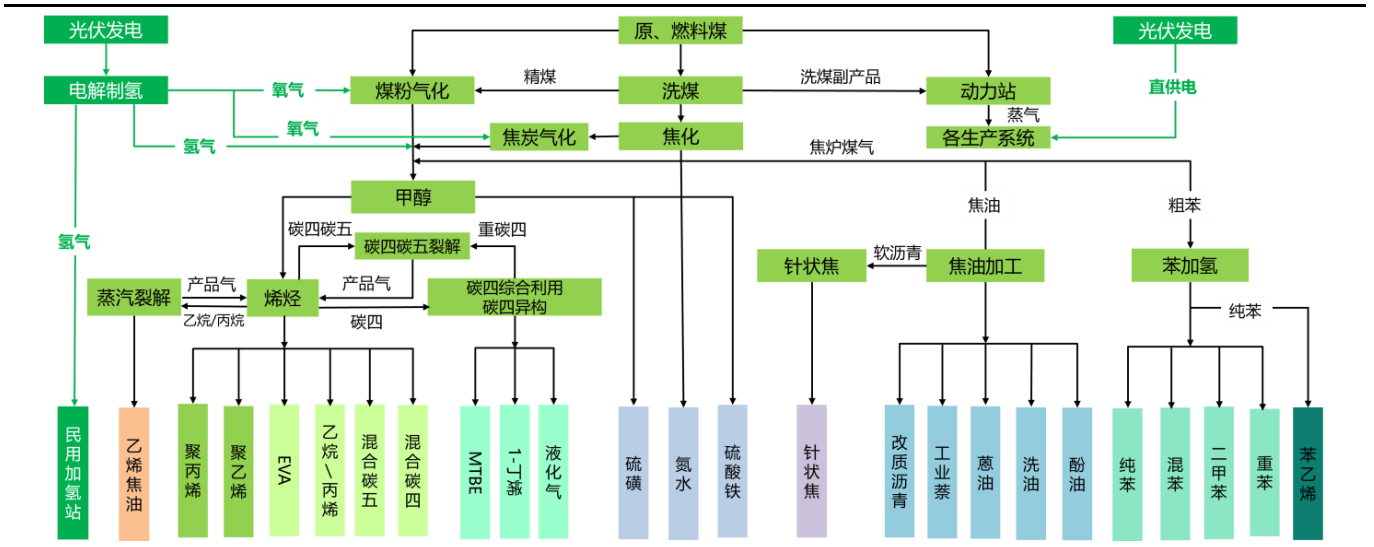 光伏发电
原、燃料煤
光伏发电
电解制氢
氧气
煤粉气化
精煤
洗煤
洗煤副产品
动力站
直供电
蒸气
氧气
氢气
焦炭气化
焦化
各生产系统
焦炉煤气
甲醇
焦油
粗苯
碳四碳五
重碳四
碳四碳五裂解
氢气
软沥青
针状焦
焦油加工
苯加氢
蒸汽裂解
产品气
烯烃
产品气
碳四综合利用
碳四异构
乙烷/丙烷
碳四
纯苯
民用加氢站
乙烯焦油
聚丙烯
聚乙烯
EVA
乙烷\丙烯
混合碳五
混合碳四
MTBE
1-丁烯
液化气
硫磺
氮水
硫酸铁
针状焦
改质沥青
工业萘
蒽油
洗油
酚油
纯苯
混苯
二甲苯
重苯
苯乙烯